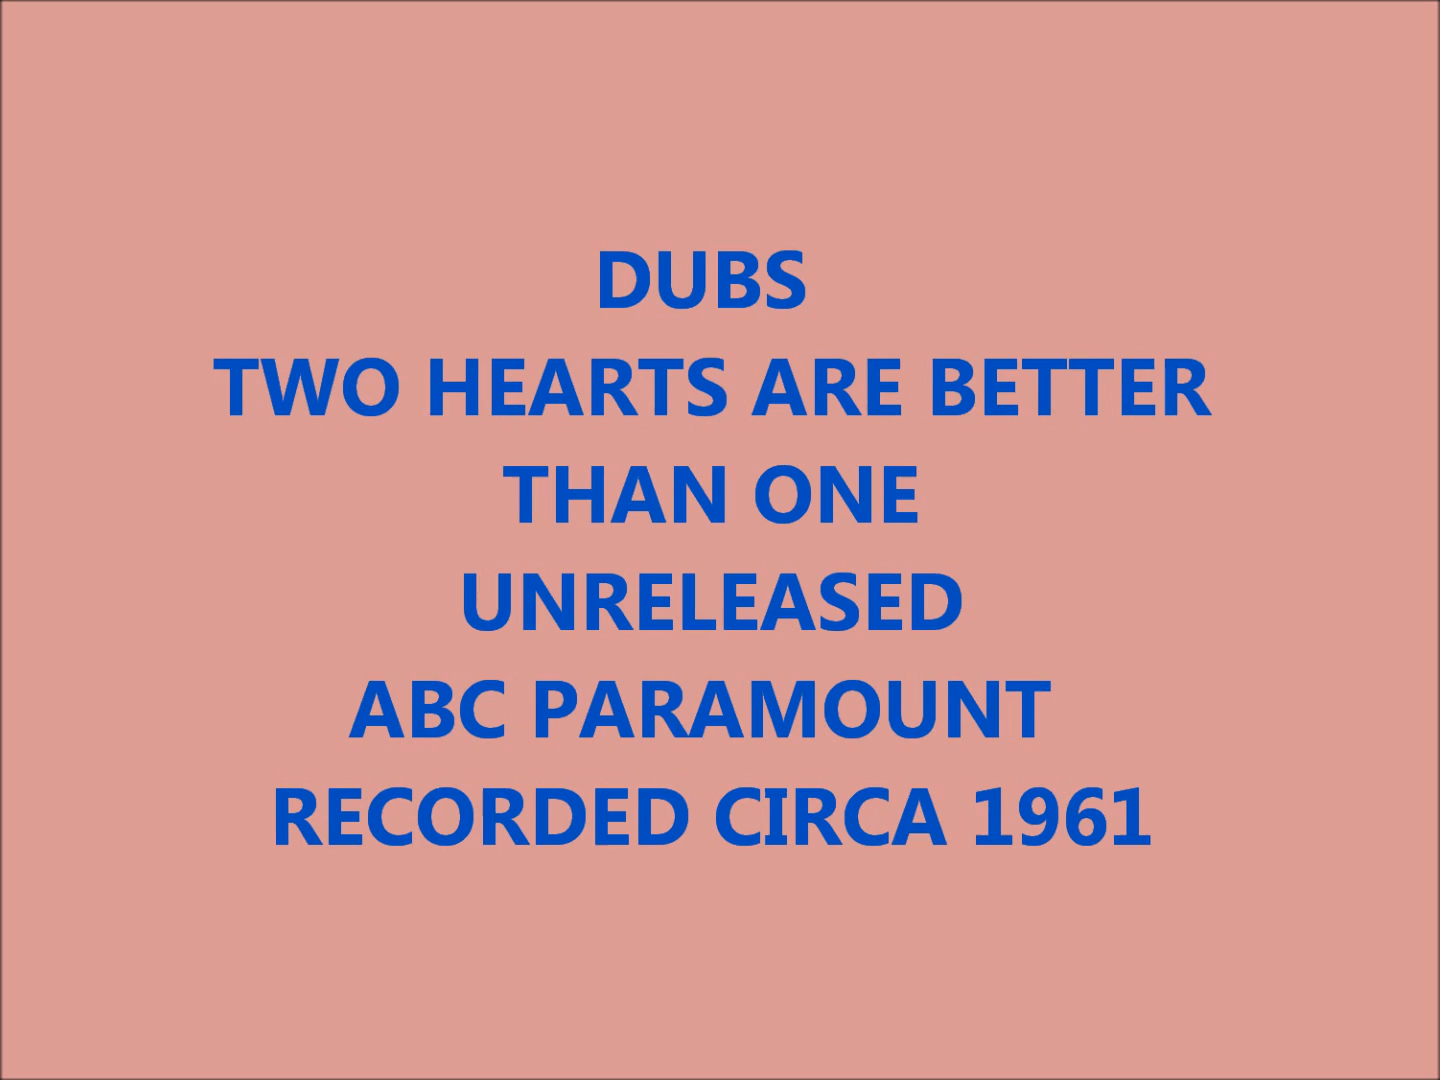 DUBS
TWO HEARTS ARE BETTER
THAN ONE
UNRELEASED
ABC PARAMOUNT
RECORDED CIRCA 1961